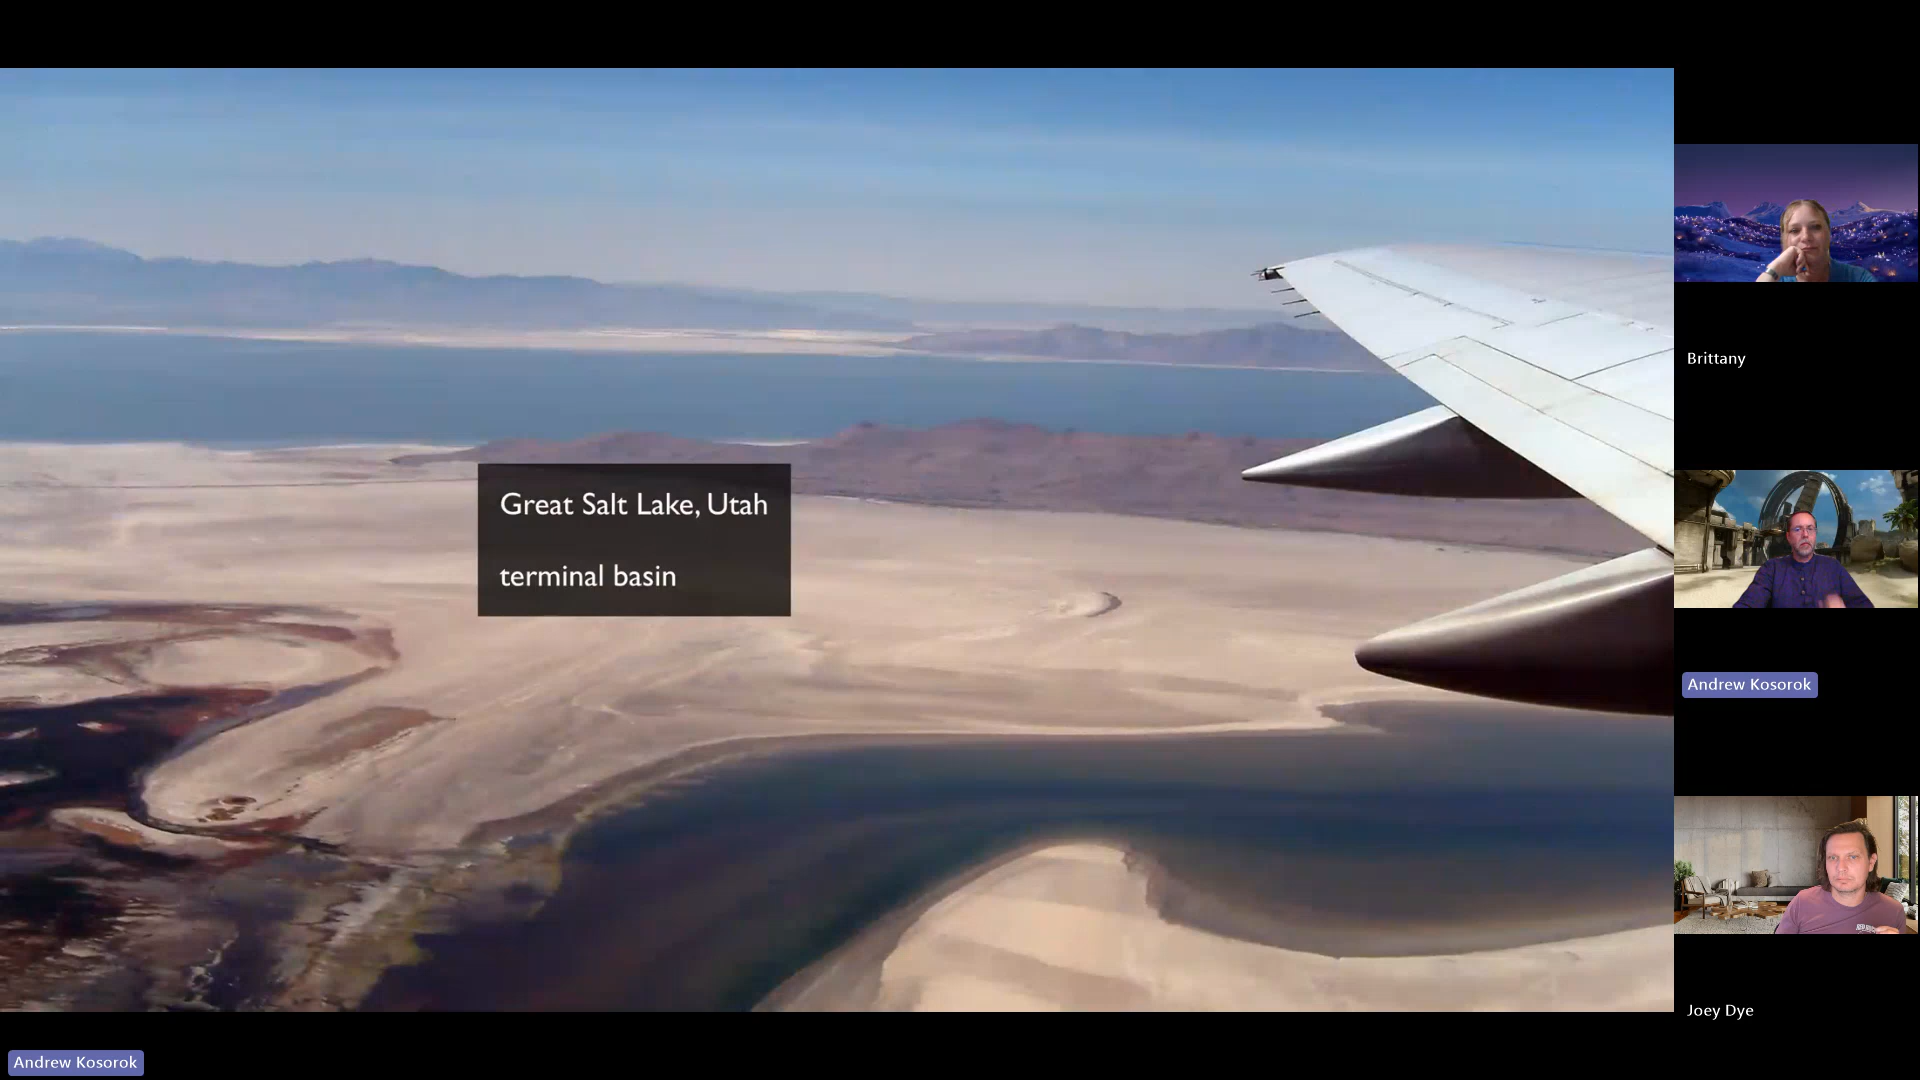 Great Salt Lake, Utah
terminal basin
Brittany
Andrew Kosorok
Joey Dye
Andrew Kosorok